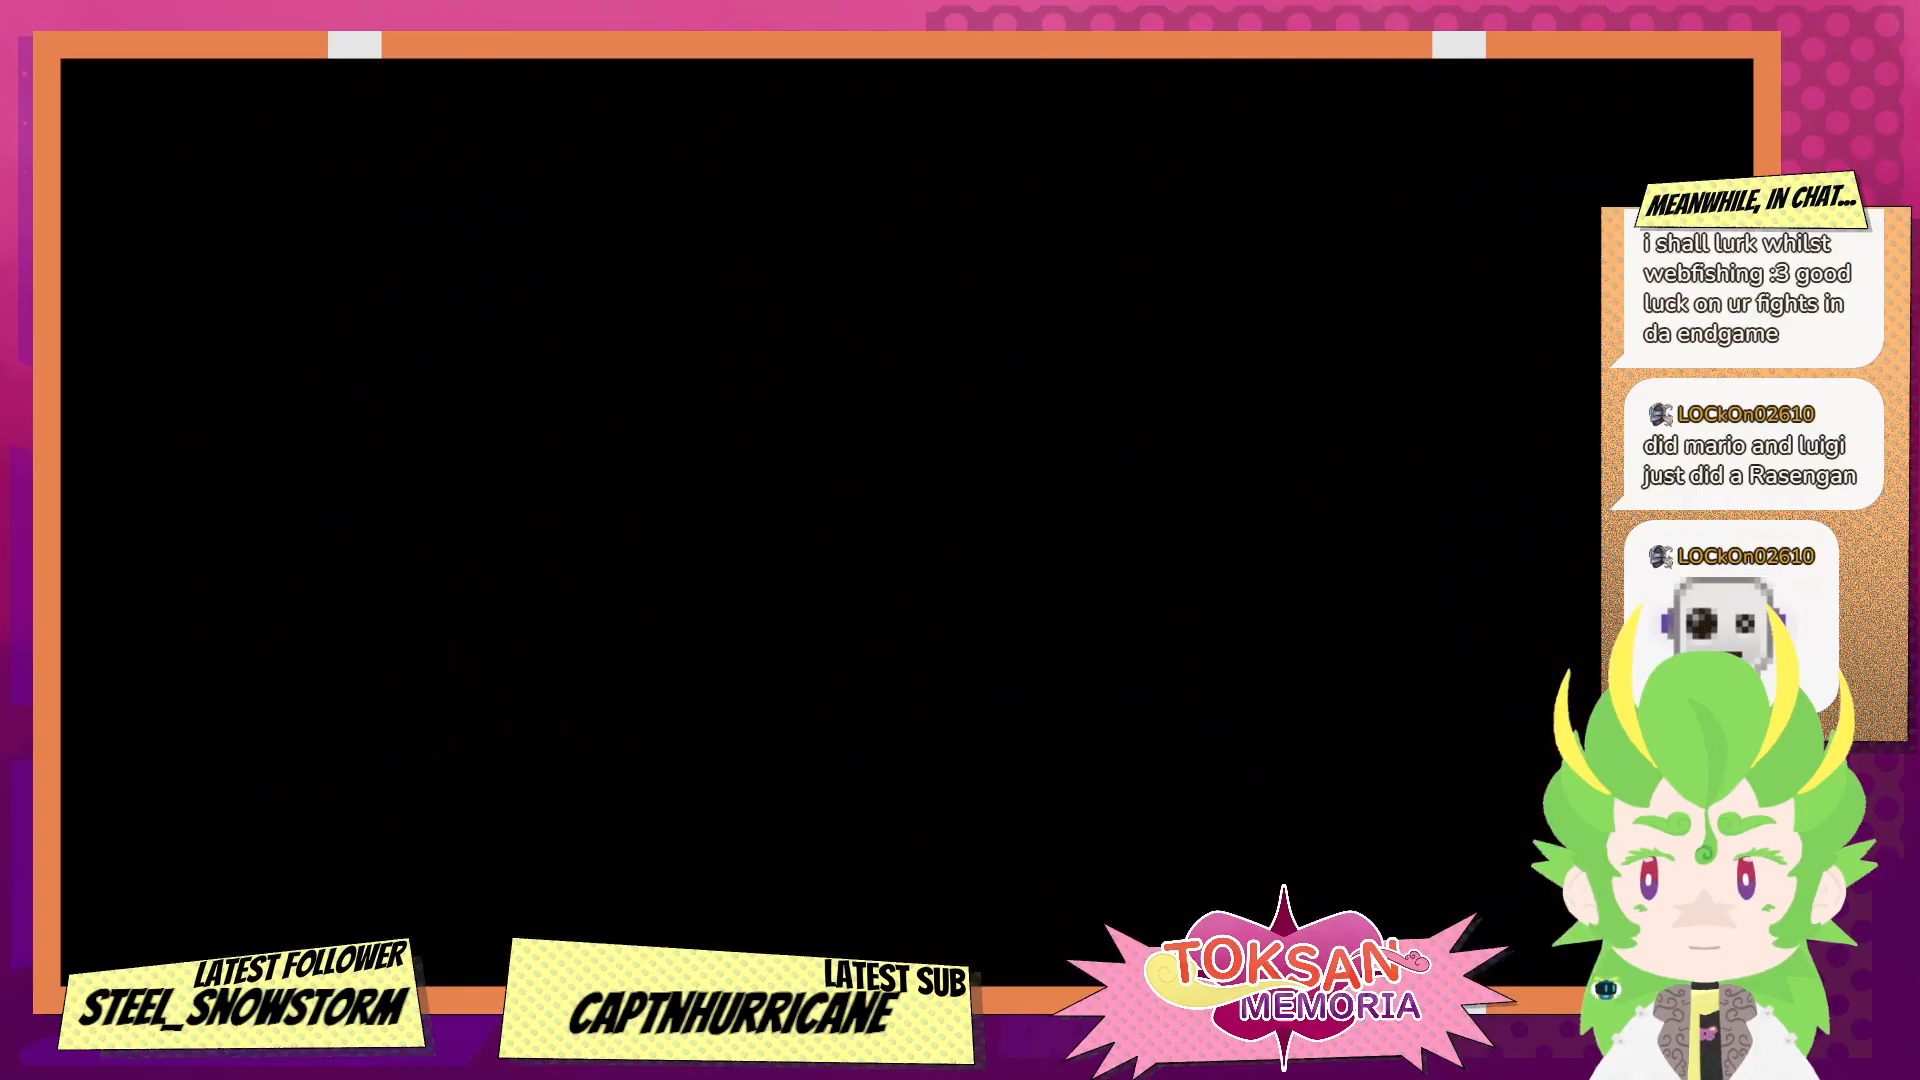 MEANWHILE, IN CHAT...
i shall lurk whilst
webfishing :3 good
luck on ur fights in
da endgame
LOCkOn02610
did mario and luigi
just did a Rasengan
LOCkOn02610
LATEST FOLLOWER
STEEL_SNOWSTORM
LATEST SUB
CAPTNHURRICANE
TOKSAN
MEMORIA